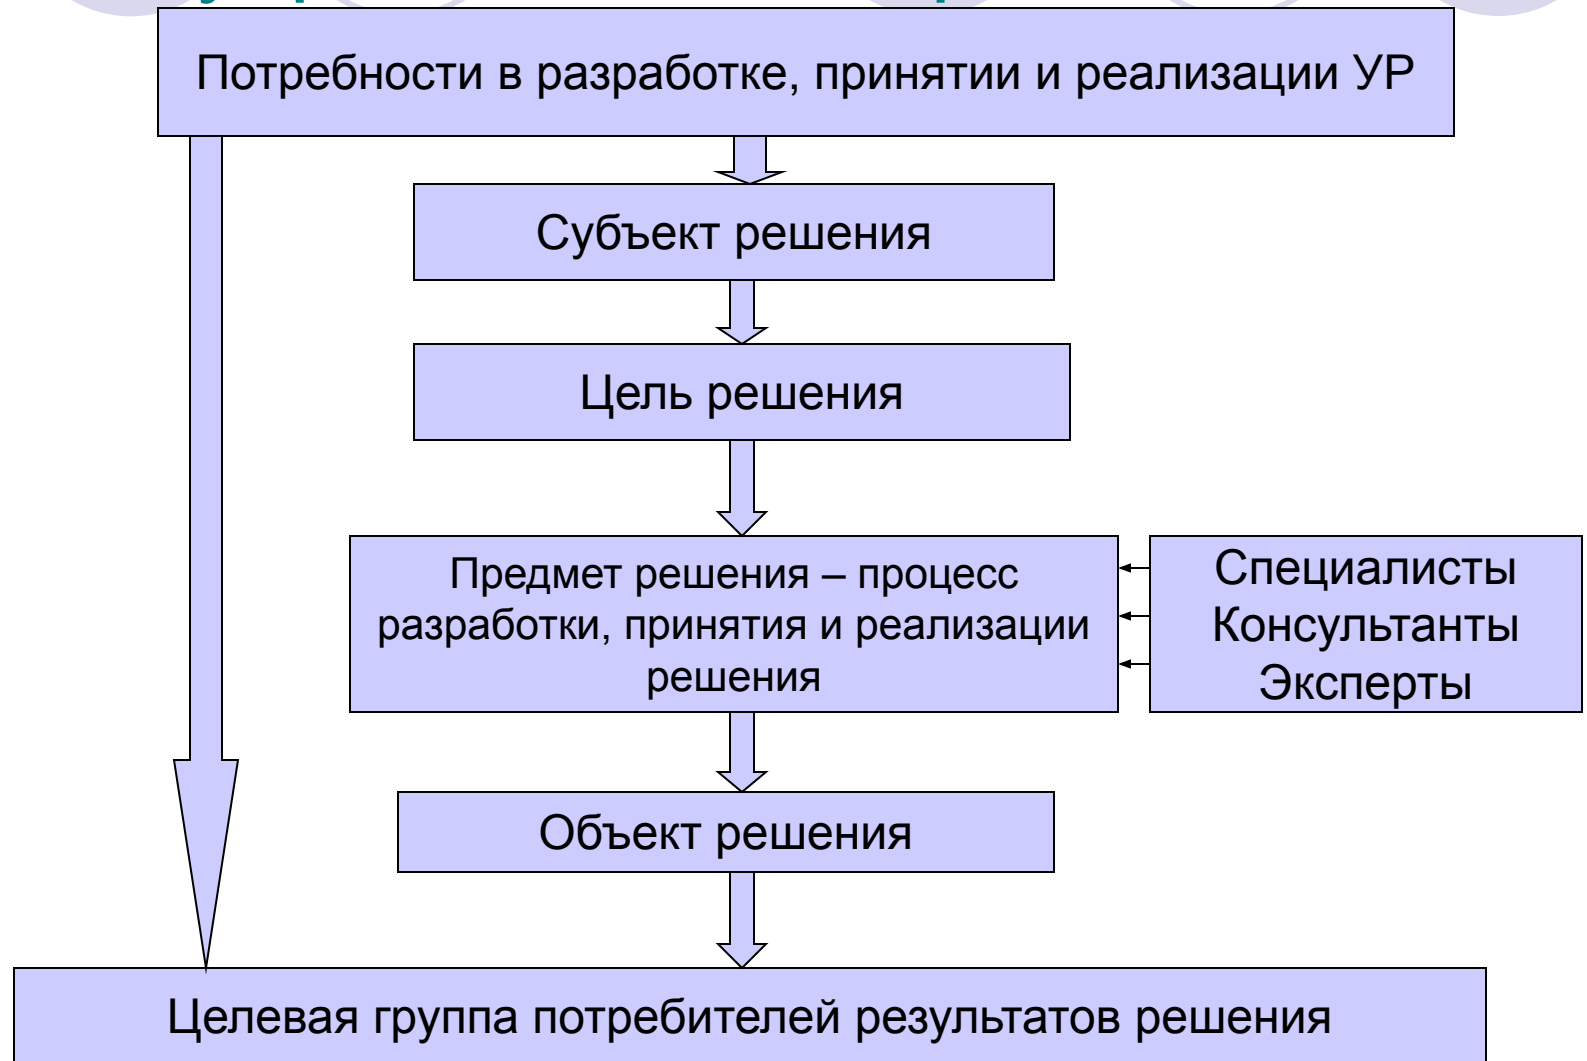 Потребности в разработке, принятии и реализации УР
Субъект решения
Цель решения
Предмет решения – процесс
разработки, принятия и реализации
решения
Специалисты
Консультанты
Эксперты
Объект решения
Целевая группа потребителей результатов решения